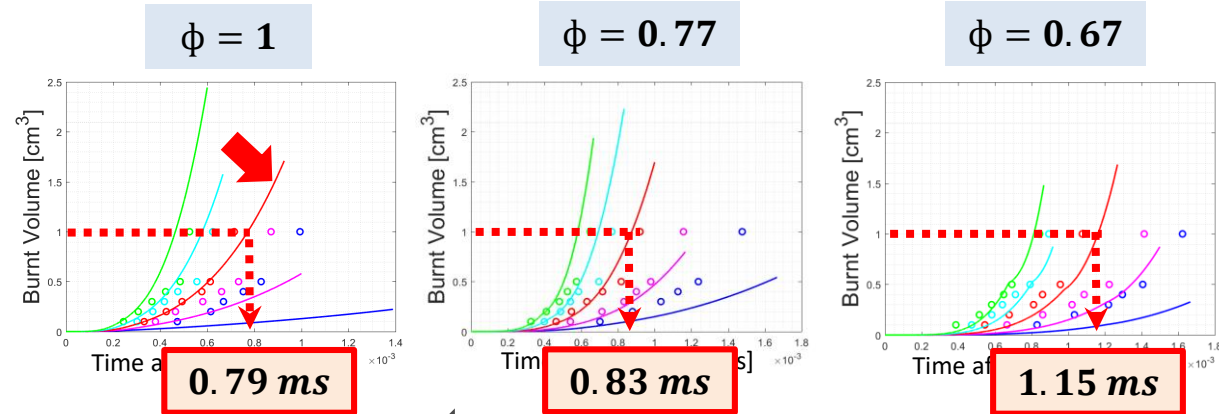 ϕ = 1
ϕ = 0.77
ϕ = 0.67
Burnt Volume [cm³]
2.5
2
1.5
1
0.5
0
0 0.2 0.4 0.6 0.8 1 1.2 1.4
×10⁻³
Time a
0.79 ms
Burnt Volume [cm³]
2.5
2
1.5
1
0.5
0
0 0.2 0.4 0.6 0.8 1 1.2 1.4 1.6 1.8
×10⁻³
Tim s]
0.83 ms
Burnt Volume [cm³]
2.5
2
1.5
1
0.5
0
0 0.2 0.4 0.6 0.8 1.0 1.2 1.4 1.6 1.8
×10⁻³
Time af
1.15 ms